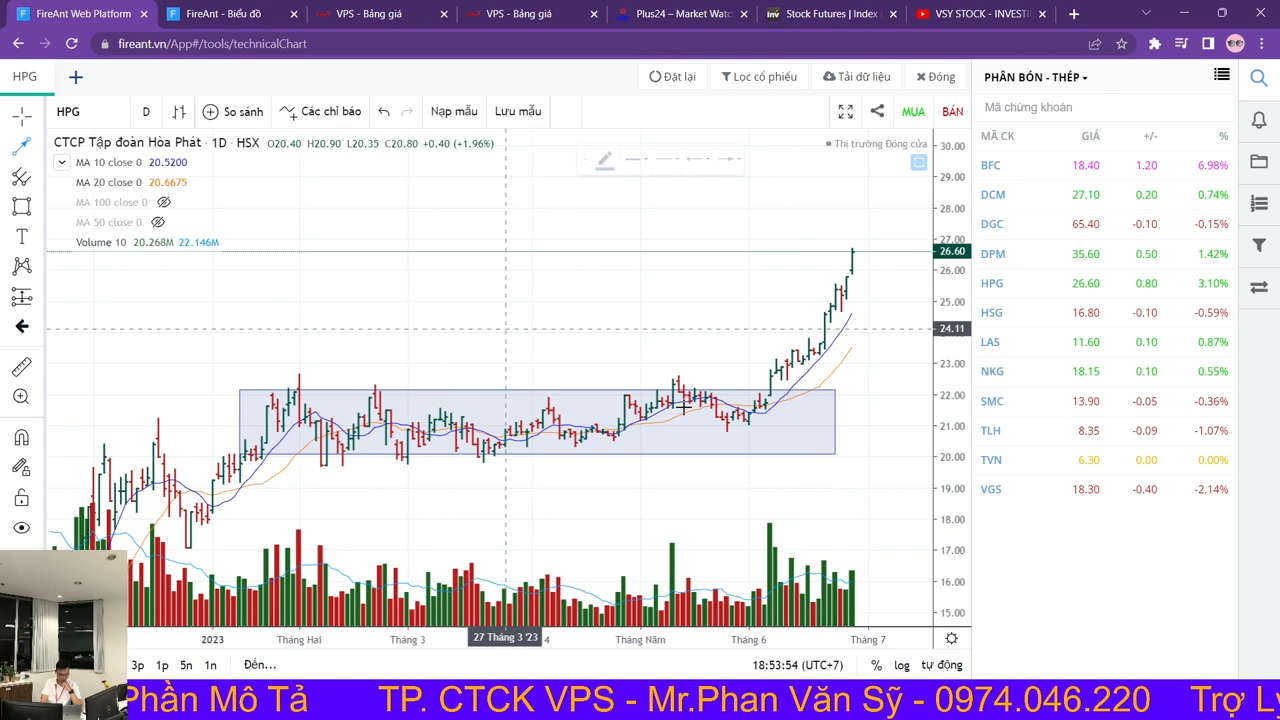 FireAnt Web Platform
FireAnt - Biểu đồ
VPS - Bảng giá
VPS - Bảng giá
Plus24 – Market Watc
Stock Futures | Index
VSY STOCK - INVESTI
fireant.vn/App#/tools/technicalChart
HPG
Đặt lại
Lọc cổ phiếu
Tải dữ liệu
Đóng
HPG
D
So sánh
Các chỉ báo
Nạp mẫu
Lưu mẫu
MUA
BÁN
CTCP Tập đoàn Hòa Phát · 1D · HSX O20.40 H20.90 L20.35 C20.80 +0.40 (+1.96%)
Thị trường Đóng cửa
MA 10 close 0 20.5200
MA 20 close 0 20.6675
MA 100 close 0
MA 50 close 0
Volume 10 20.268M 22.146M
30.00
29.00
28.00
27.00
26.60
26.00
25.00
24.11
23.00
22.00
21.00
20.00
19.00
18.00
17.00
16.00
15.00
2023
Tháng Hai
Tháng 3
27 Tháng 3 '23
4
Tháng Năm
Tháng 6
Tháng 7
3p
1p
5n
1n
Đến...
18:53:54 (UTC+7)
%
log
tự động
PHÂN BÓN - THÉP
Mã chứng khoán
MÃ CK GIÁ +/- %
BFC 18.40 1.20 6.98%
DCM 27.10 0.20 0.74%
DGC 65.40 -0.10 -0.15%
DPM 35.60 0.50 1.42%
HPG 26.60 0.80 3.10%
HSG 16.80 -0.10 -0.59%
LAS 11.60 0.10 0.87%
NKG 18.15 0.10 0.55%
SMC 13.90 -0.05 -0.36%
TLH 8.35 -0.09 -1.07%
TVN 6.30 0.00 0.00%
VGS 18.30 -0.40 -2.14%
Phần Mô Tả TP. CTCK VPS - Mr.Phan Văn Sỹ - 0974.046.220 Trợ L